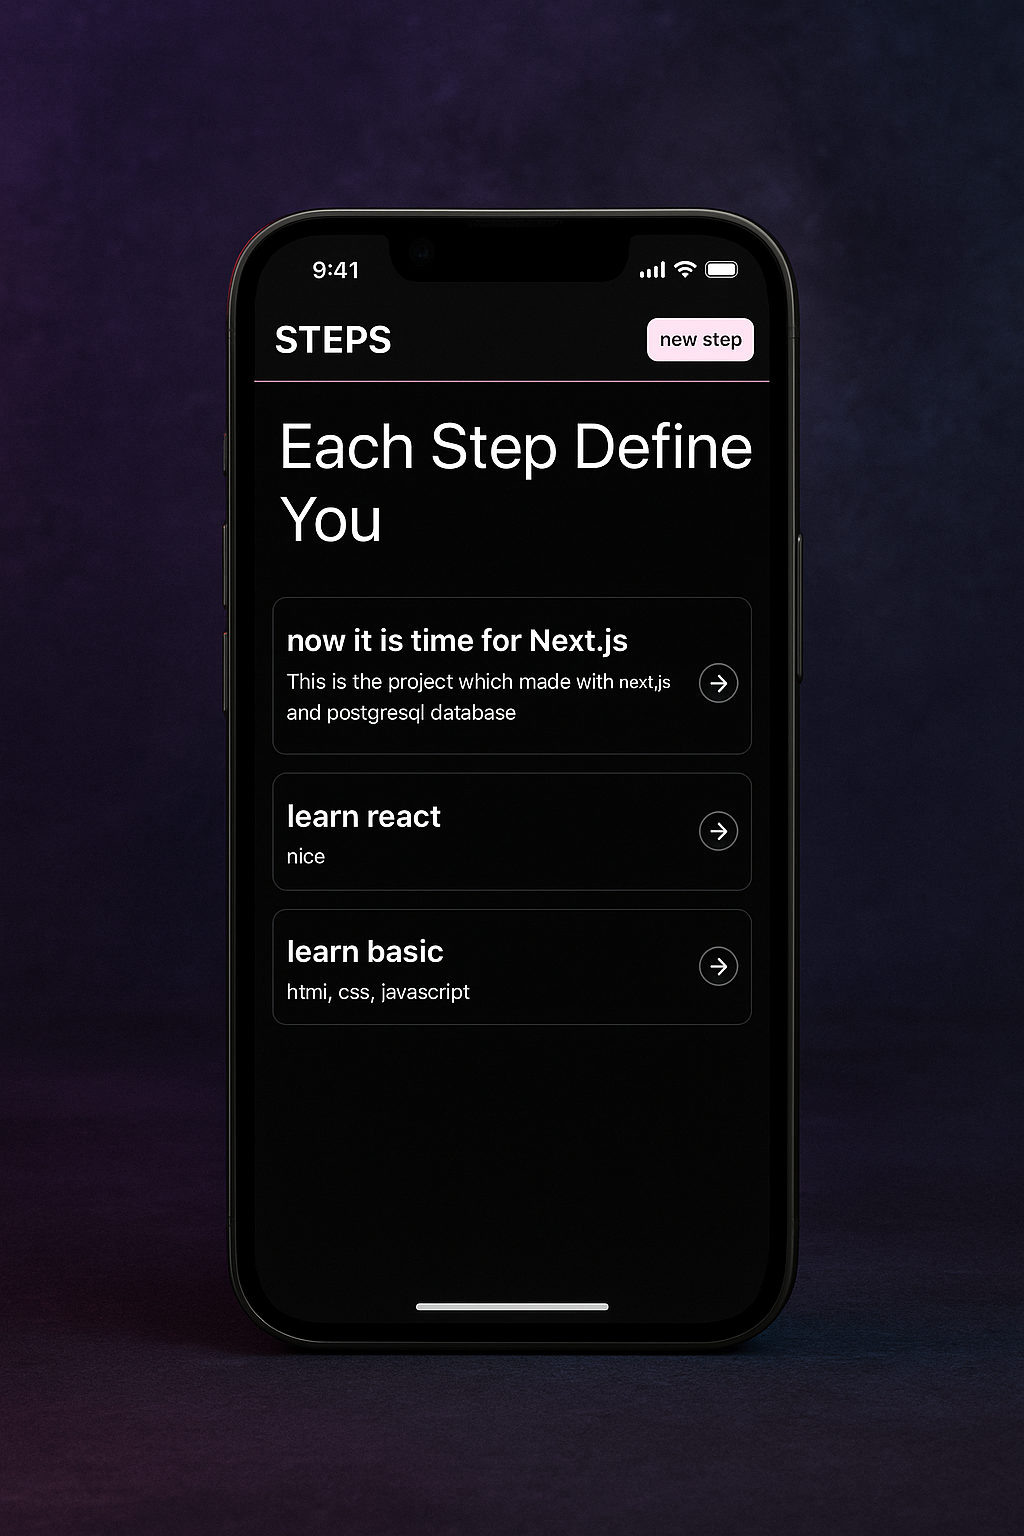 9:41
STEPS
new step
Each Step Define
You
now it is time for Next.js
This is the project which made with next,js
and postgresql database
learn react
nice
learn basic
htmi, css, javascript